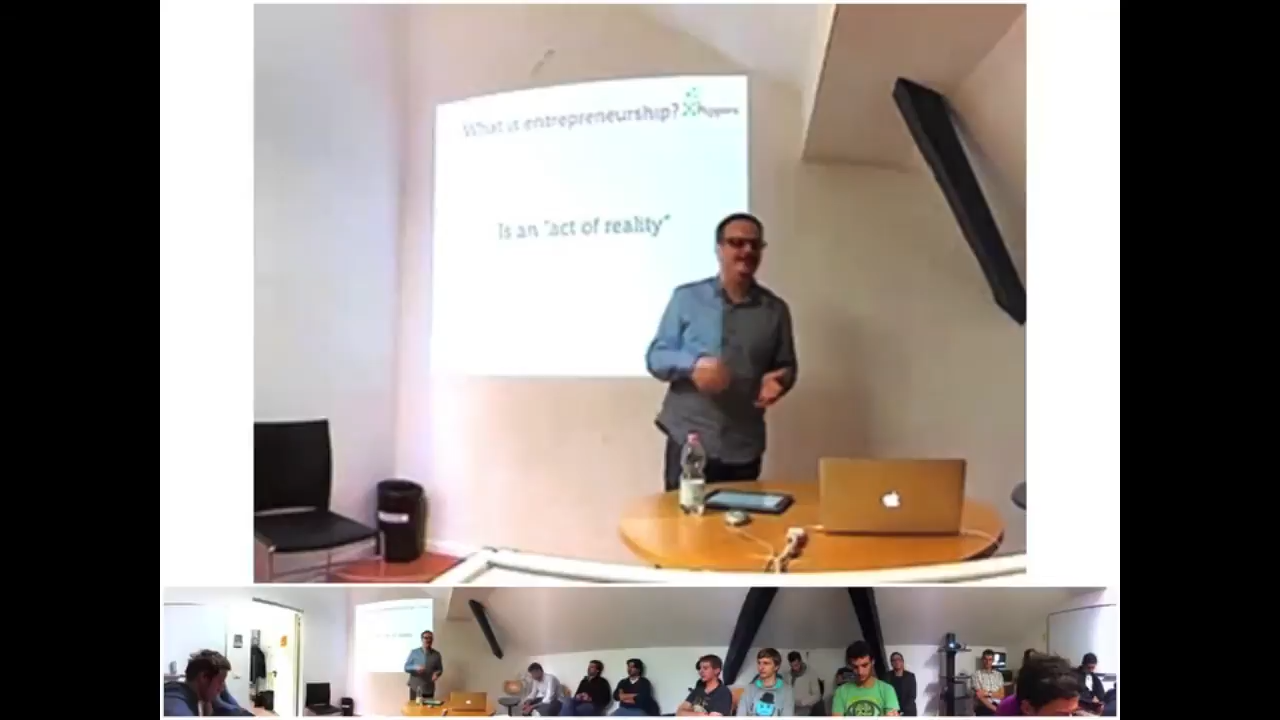 What is entrepreneurship?
Is an "act of reality"